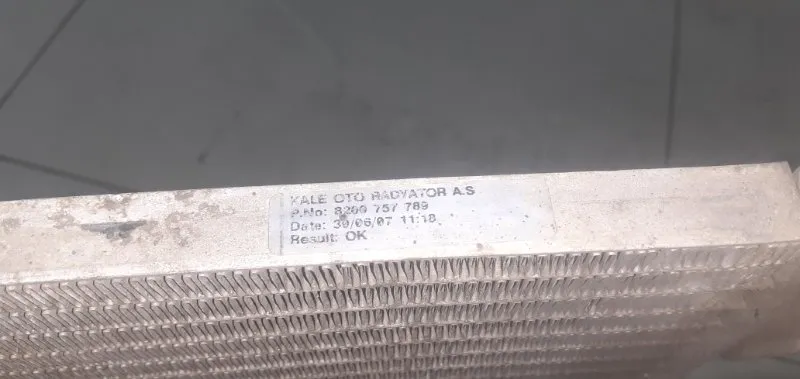 KALE OTO RADYATOR A.S
P.No: 8200 757 789
Date: 30/06/07 11:18
Result: OK